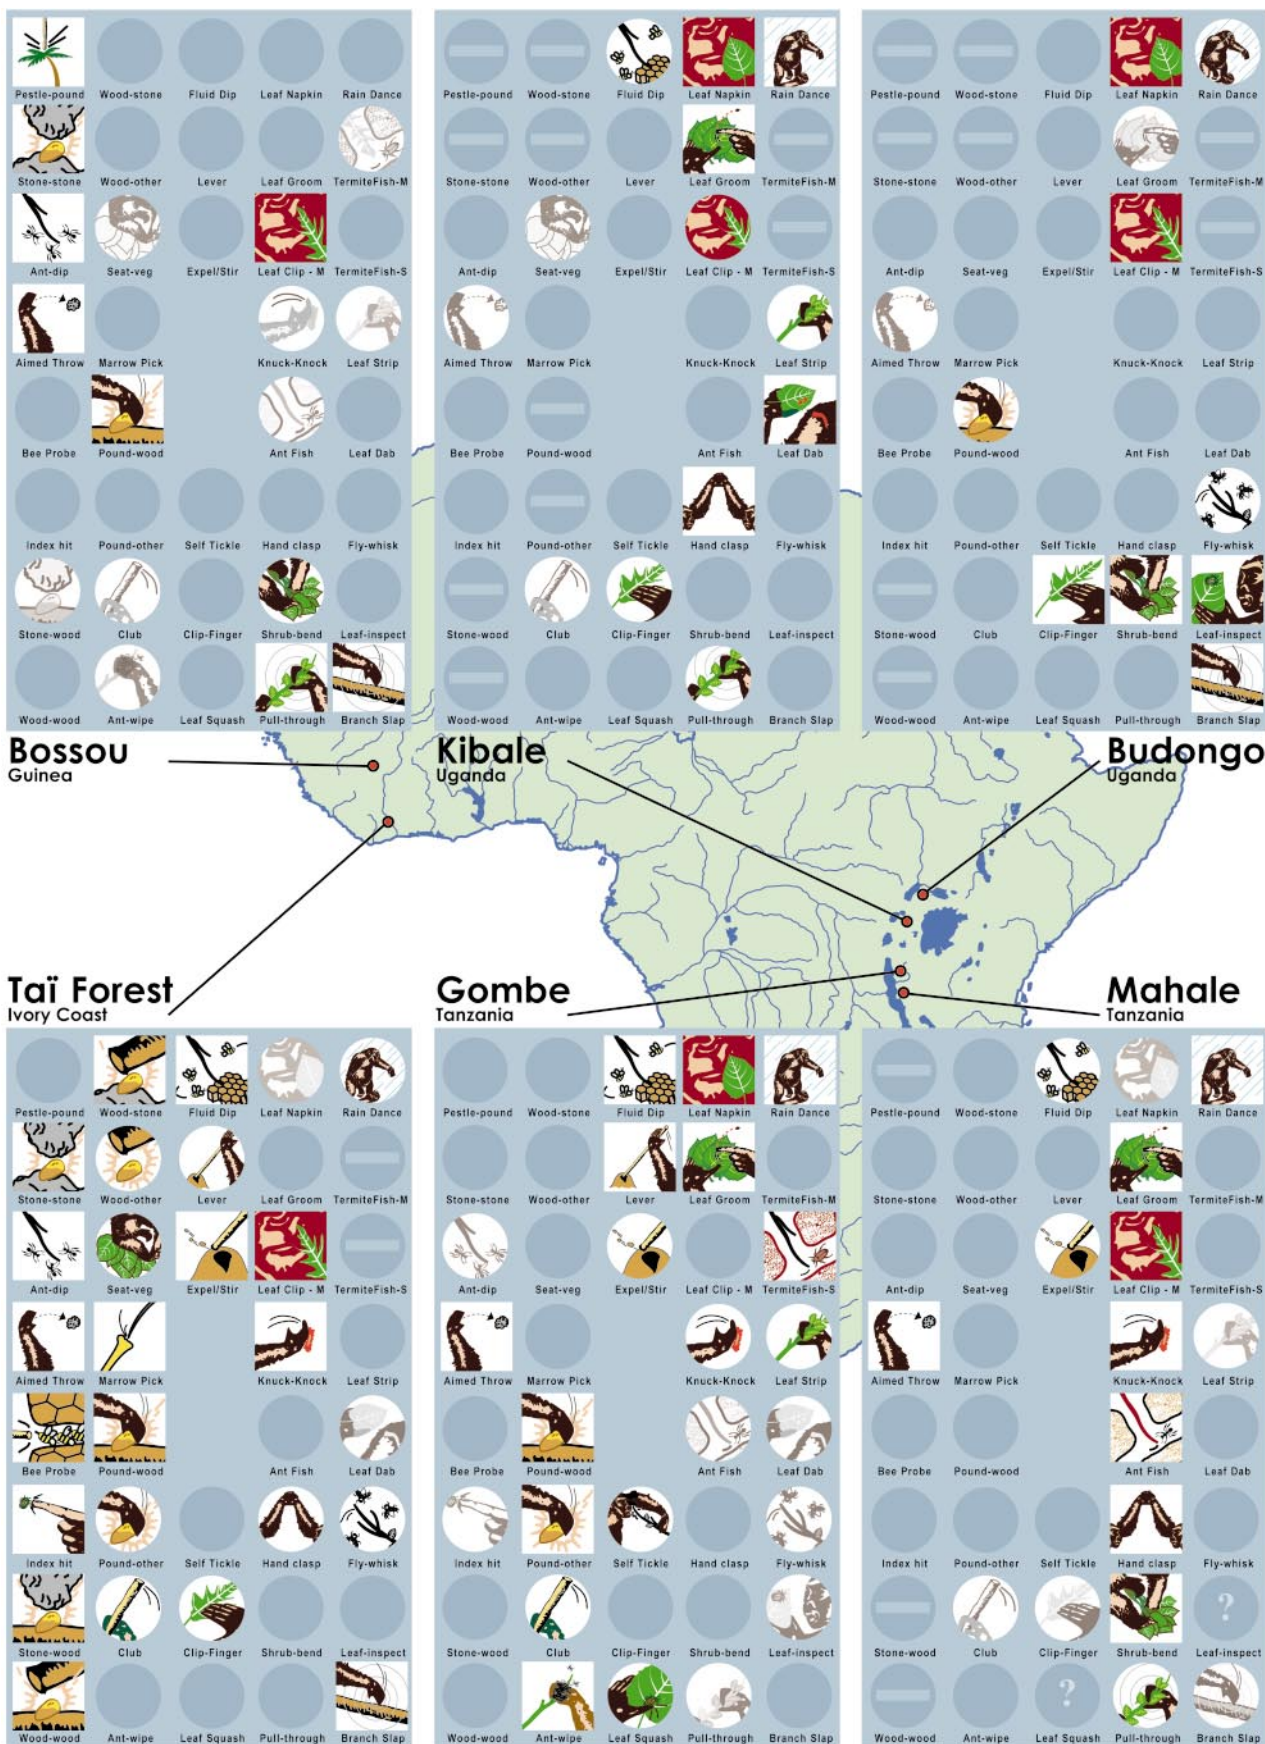 Pestle-pound Wood-stone Fluid Dip Leaf Napkin Rain Dance
Stone-stone Wood-other Lever Leaf Groom TermiteFish-M
Ant-dip Seat-veg Expel/Stir Leaf Clip - M TermiteFish-S
Aimed Throw Marrow Pick Knuck-Knock Leaf Strip
Bee Probe Pound-wood Ant Fish Leaf Dab
Index hit Pound-other Self Tickle Hand clasp Fly-whisk
Stone-wood Club Clip-Finger Shrub-bend Leaf-inspect
Wood-wood Ant-wipe Leaf Squash Pull-through Branch Slap
Bossou
Guinea
Pestle-pound Wood-stone Fluid Dip Leaf Napkin Rain Dance
Stone-stone Wood-other Lever Leaf Groom TermiteFish-M
Ant-dip Seat-veg Expel/Stir Leaf Clip - M TermiteFish-S
Aimed Throw Marrow Pick Knuck-Knock Leaf Strip
Bee Probe Pound-wood Ant Fish Leaf Dab
Index hit Pound-other Self Tickle Hand clasp Fly-whisk
Stone-wood Club Clip-Finger Shrub-bend Leaf-inspect
Wood-wood Ant-wipe Leaf Squash Pull-through Branch Slap
Kibale
Uganda
Pestle-pound Wood-stone Fluid Dip Leaf Napkin Rain Dance
Stone-stone Wood-other Lever Leaf Groom TermiteFish-M
Ant-dip Seat-veg Expel/Stir Leaf Clip - M TermiteFish-S
Aimed Throw Marrow Pick Knuck-Knock Leaf Strip
Bee Probe Pound-wood Ant Fish Leaf Dab
Index hit Pound-other Self Tickle Hand clasp Fly-whisk
Stone-wood Club Clip-Finger Shrub-bend Leaf-inspect
Wood-wood Ant-wipe Leaf Squash Pull-through Branch Slap
Budongo
Uganda
Taï Forest
Ivory Coast
Pestle-pound Wood-stone Fluid Dip Leaf Napkin Rain Dance
Stone-stone Wood-other Lever Leaf Groom TermiteFish-M
Ant-dip Seat-veg Expel/Stir Leaf Clip - M TermiteFish-S
Aimed Throw Marrow Pick Knuck-Knock Leaf Strip
Bee Probe Pound-wood Ant Fish Leaf Dab
Index hit Pound-other Self Tickle Hand clasp Fly-whisk
Stone-wood Club Clip-Finger Shrub-bend Leaf-inspect
Wood-wood Ant-wipe Leaf Squash Pull-through Branch Slap
Gombe
Tanzania
Pestle-pound Wood-stone Fluid Dip Leaf Napkin Rain Dance
Stone-stone Wood-other Lever Leaf Groom TermiteFish-M
Ant-dip Seat-veg Expel/Stir Leaf Clip - M TermiteFish-S
Aimed Throw Marrow Pick Knuck-Knock Leaf Strip
Bee Probe Pound-wood Ant Fish Leaf Dab
Index hit Pound-other Self Tickle Hand clasp Fly-whisk
Stone-wood Club Clip-Finger Shrub-bend Leaf-inspect
Wood-wood Ant-wipe Leaf Squash Pull-through Branch Slap
Mahale
Tanzania
Pestle-pound Wood-stone Fluid Dip Leaf Napkin Rain Dance
Stone-stone Wood-other Lever Leaf Groom TermiteFish-M
Ant-dip Seat-veg Expel/Stir Leaf Clip - M TermiteFish-S
Aimed Throw Marrow Pick Knuck-Knock Leaf Strip
Bee Probe Pound-wood Ant Fish Leaf Dab
Index hit Pound-other Self Tickle Hand clasp Fly-whisk
?
Stone-wood Club Clip-Finger Shrub-bend Leaf-inspect
?
Wood-wood Ant-wipe Leaf Squash Pull-through Branch Slap